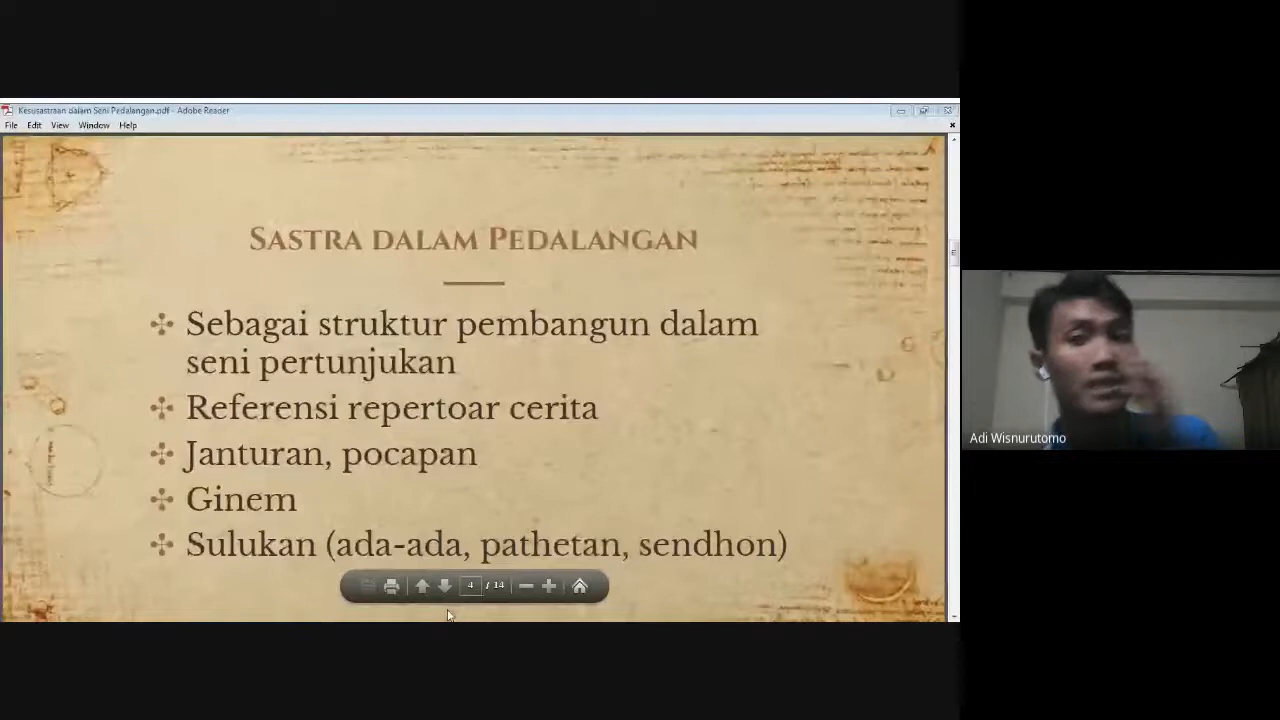 Kesusastraan dalam Seni Pedalangan.pdf - Adobe Reader
File Edit View Window Help
Sastra dalam Pedalangan
Sebagai struktur pembangun dalam
seni pertunjukan
Referensi repertoar cerita
Janturan, pocapan
Ginem
Sulukan (ada-ada, pathetan, sendhon)
4 / 14
Adi Wisnurutomo